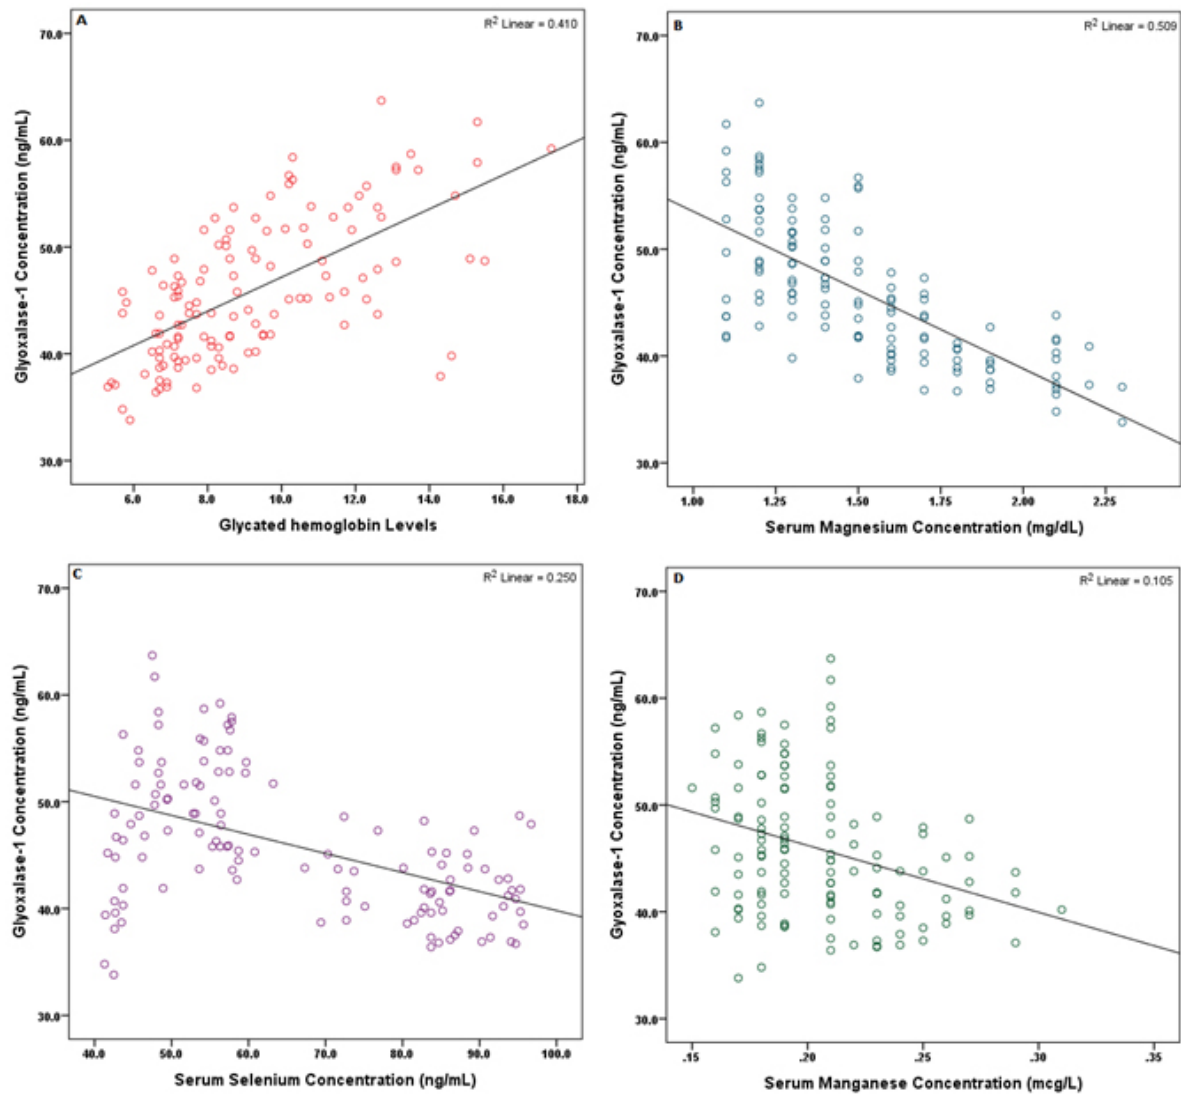 A
R² Linear = 0.410
70.0
60.0
50.0
40.0
30.0
Glyoxalase-1 Concentration (ng/mL)
6.0 8.0 10.0 12.0 14.0 16.0 18.0
Glycated hemoglobin Levels
B
R² Linear = 0.509
70.0
60.0
50.0
40.0
30.0
Glyoxalase-1 Concentration (ng/mL)
1.00 1.25 1.50 1.75 2.00 2.25
Serum Magnesium Concentration (mg/dL)
C
R² Linear = 0.250
70.0
60.0
50.0
40.0
30.0
Glyoxalase-1 Concentration (ng/mL)
40.0 50.0 60.0 70.0 80.0 90.0 100.0
Serum Selenium Concentration (ng/mL)
D
R² Linear = 0.105
70.0
60.0
50.0
40.0
30.0
Gyoxalase-1 Concentration (ng/mL)
.15 .20 .25 .30 .35
Serum Manganese Concentration (mcg/L)